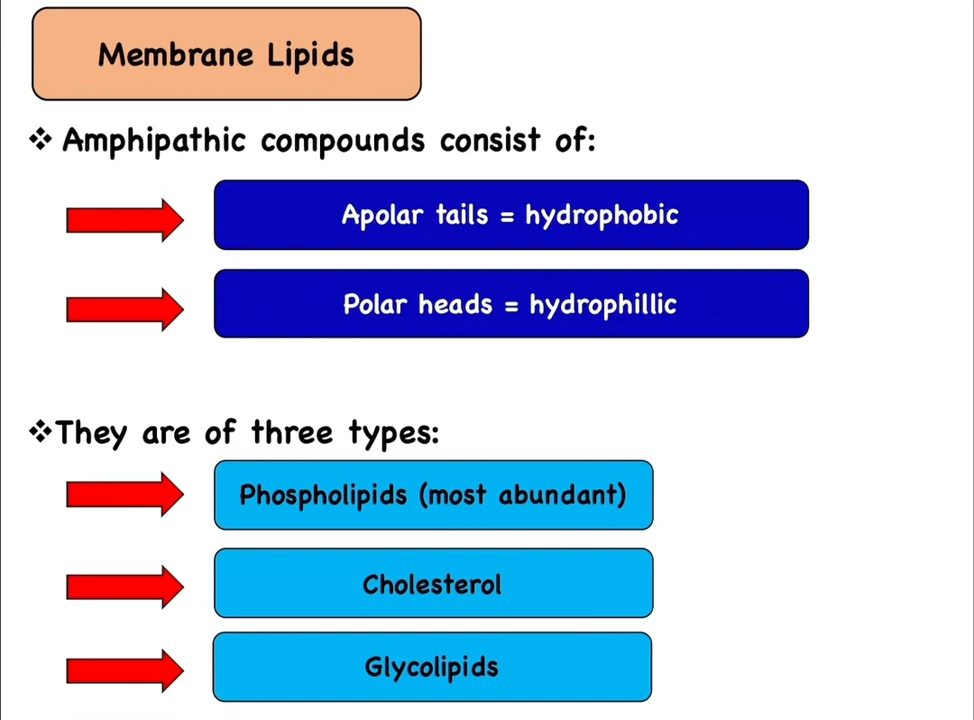 Membrane Lipids
❖ Amphipathic compounds consist of:
Apolar tails = hydrophobic
Polar heads = hydrophillic
❖They are of three types:
Phospholipids (most abundant)
Cholesterol
Glycolipids